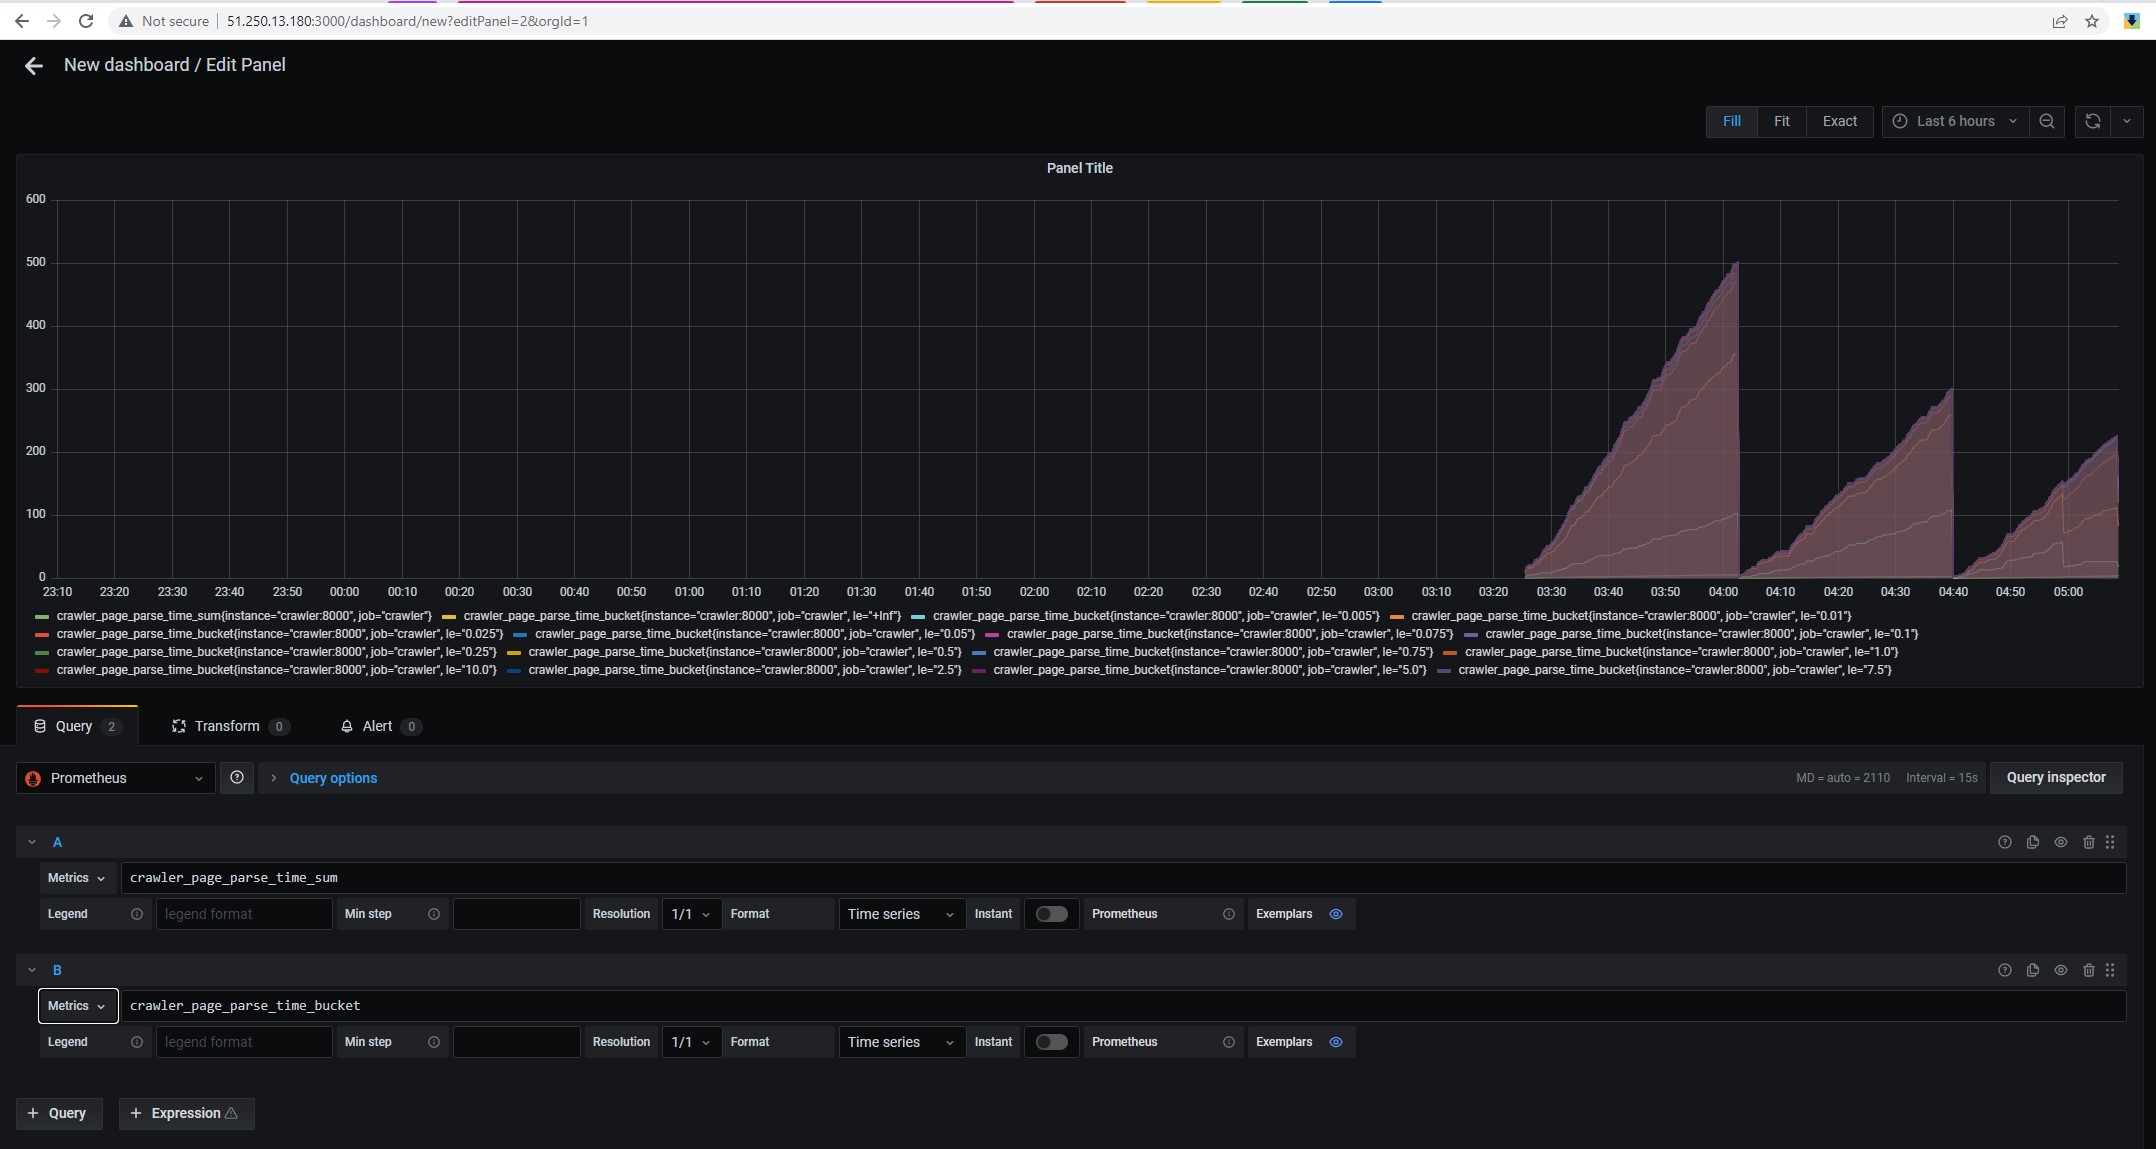 Not secure 51.250.13.180:3000/dashboard/new?editPanel=2&orgId=1
New dashboard / Edit Panel
Fill Fit Exact Last 6 hours
Panel Title
600
500
400
300
200
100
0
23:10 23:20 23:30 23:40 23:50 00:00 00:10 00:20 00:30 00:40 00:50 01:00 01:10 01:20 01:30 01:40 01:50 02:00 02:10 02:20 02:30 02:40 02:50 03:00 03:10 03:20 03:30 03:40 03:50 04:00 04:10 04:20 04:30 04:40 04:50 05:00
crawler_page_parse_time_sum{instance="crawler:8000", job="crawler"} crawler_page_parse_time_bucket{instance="crawler:8000", job="crawler", le="+Inf"} crawler_page_parse_time_bucket{instance="crawler:8000", job="crawler", le="0.005"} crawler_page_parse_time_bucket{instance="crawler:8000", job="crawler", le="0.01"}
crawler_page_parse_time_bucket{instance="crawler:8000", job="crawler", le="0.025"} crawler_page_parse_time_bucket{instance="crawler:8000", job="crawler", le="0.05"} crawler_page_parse_time_bucket{instance="crawler:8000", job="crawler", le="0.075"} crawler_page_parse_time_bucket{instance="crawler:8000", job="crawler", le="0.1"}
crawler_page_parse_time_bucket{instance="crawler:8000", job="crawler", le="0.25"} crawler_page_parse_time_bucket{instance="crawler:8000", job="crawler", le="0.5"} crawler_page_parse_time_bucket{instance="crawler:8000", job="crawler", le="0.75"} crawler_page_parse_time_bucket{instance="crawler:8000", job="crawler", le="1.0"}
crawler_page_parse_time_bucket{instance="crawler:8000", job="crawler", le="10.0"} crawler_page_parse_time_bucket{instance="crawler:8000", job="crawler", le="2.5"} crawler_page_parse_time_bucket{instance="crawler:8000", job="crawler", le="5.0"} crawler_page_parse_time_bucket{instance="crawler:8000", job="crawler", le="7.5"}
Query 2 Transform 0 Alert 0
Prometheus Query options MD = auto = 2110 Interval = 15s Query inspector
A
Metrics crawler_page_parse_time_sum
Legend legend format Min step Resolution 1/1 Format Time series Instant Prometheus Exemplars
B
Metrics crawler_page_parse_time_bucket
Legend legend format Min step Resolution 1/1 Format Time series Instant Prometheus Exemplars
+ Query + Expression